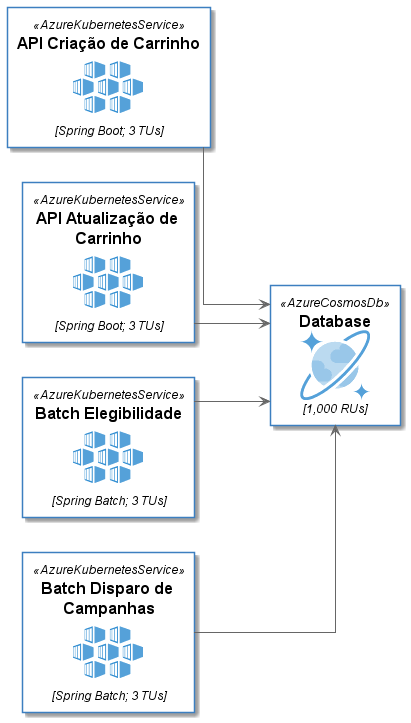 «AzureKubernetesService»
API Criação de Carrinho
[Spring Boot; 3 TUs]
«AzureKubernetesService»
API Atualização de
Carrinho
[Spring Boot; 3 TUs]
«AzureCosmosDb»
Database
[1,000 RUs]
«AzureKubernetesService»
Batch Elegibilidade
[Spring Batch; 3 TUs]
«AzureKubernetesService»
Batch Disparo de
Campanhas
[Spring Batch; 3 TUs]